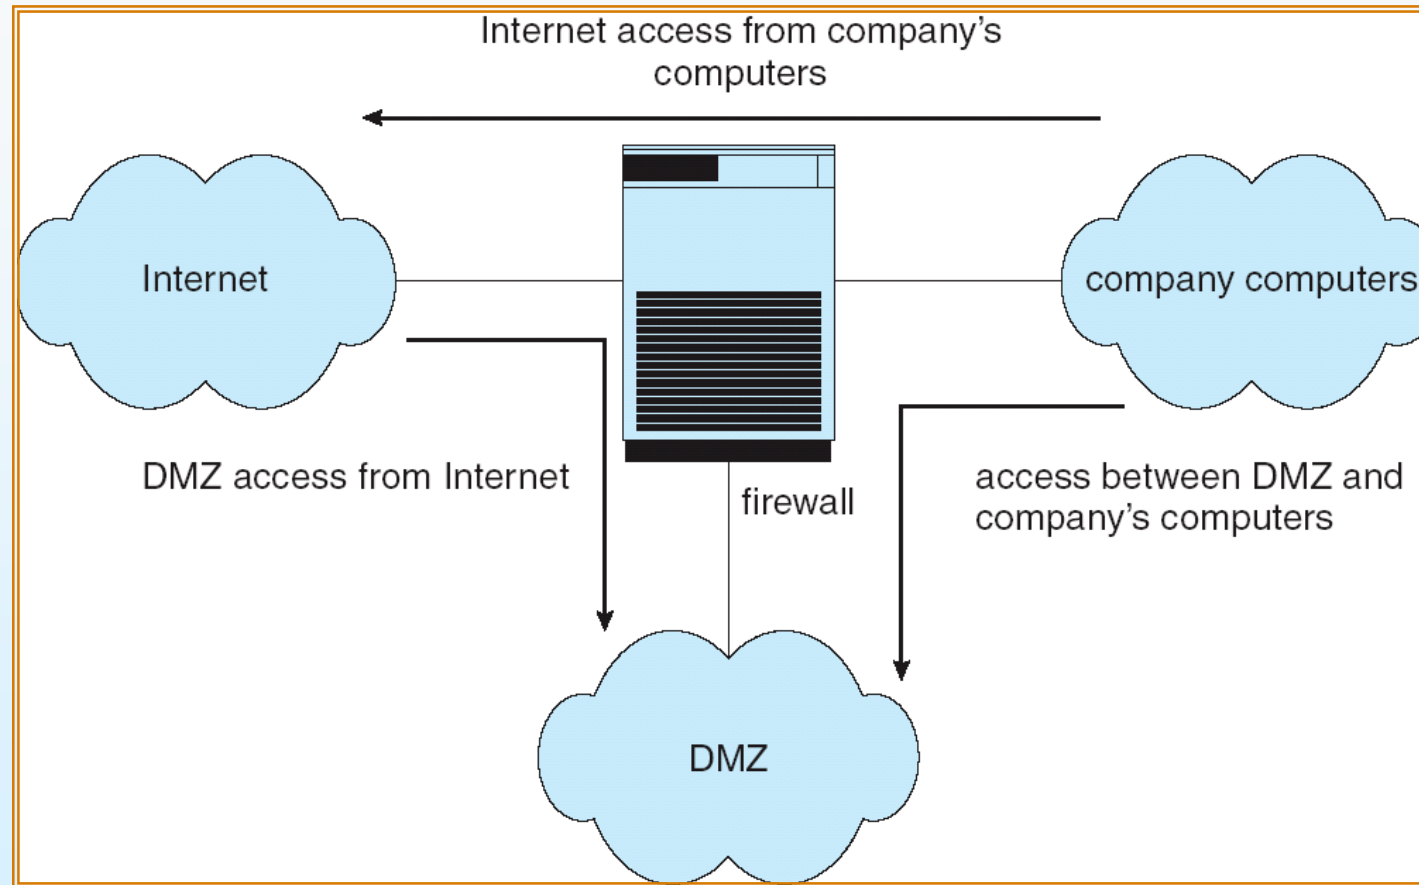 Internet access from company's
computers
Internet
company computers
DMZ access from Internet
firewall
access between DMZ and
company's computers
DMZ